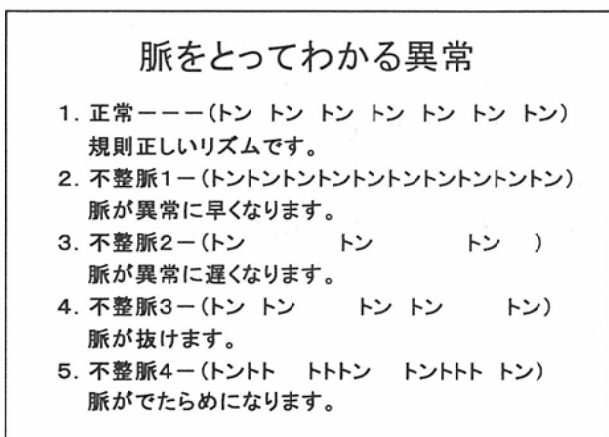 脈をとってわかる異常
1. 正常ーーー(トン トン トン トン トン トン トン)
規則正しいリズムです。
2. 不整脈1ー(トントントントントントントントントントン)
脈が異常に早くなります。
3. 不整脈2ー(トン トン トン )
脈が異常に遅くなります。
4. 不整脈3ー(トン トン トン トン トン)
脈が抜けます。
5. 不整脈4ー(トントト トトトン トントトト トン)
脈がでたらめになります。